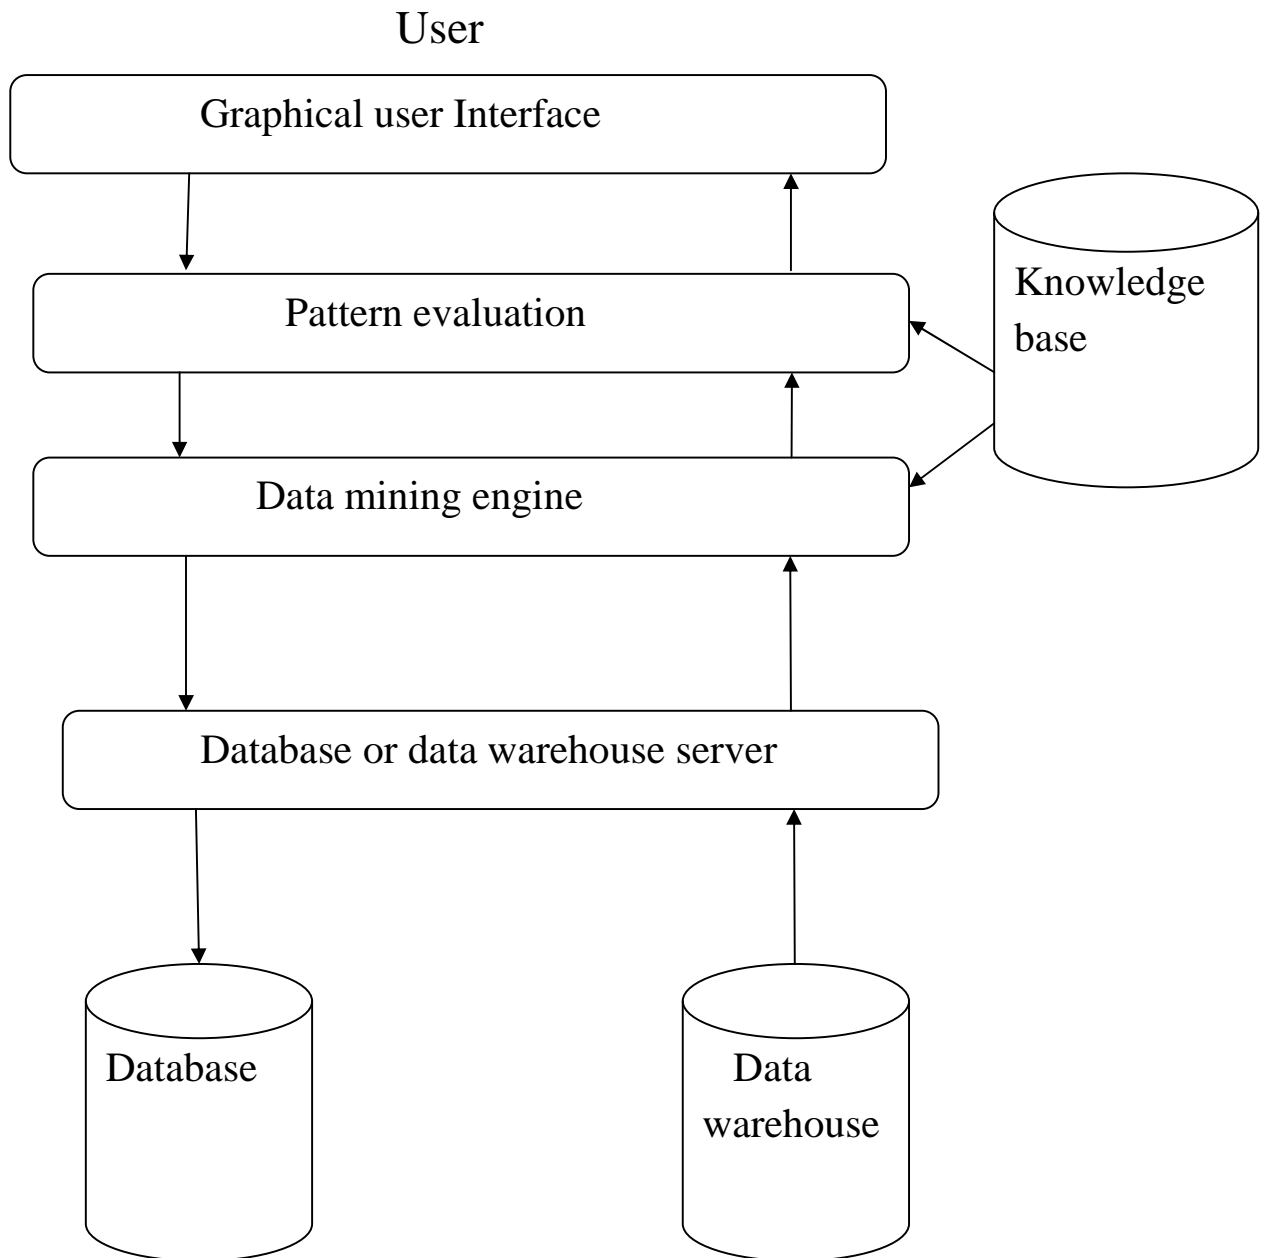 User
Graphical user Interface
Pattern evaluation
Knowledge
base
Data mining engine
Database or data warehouse server
Database
Data
warehouse